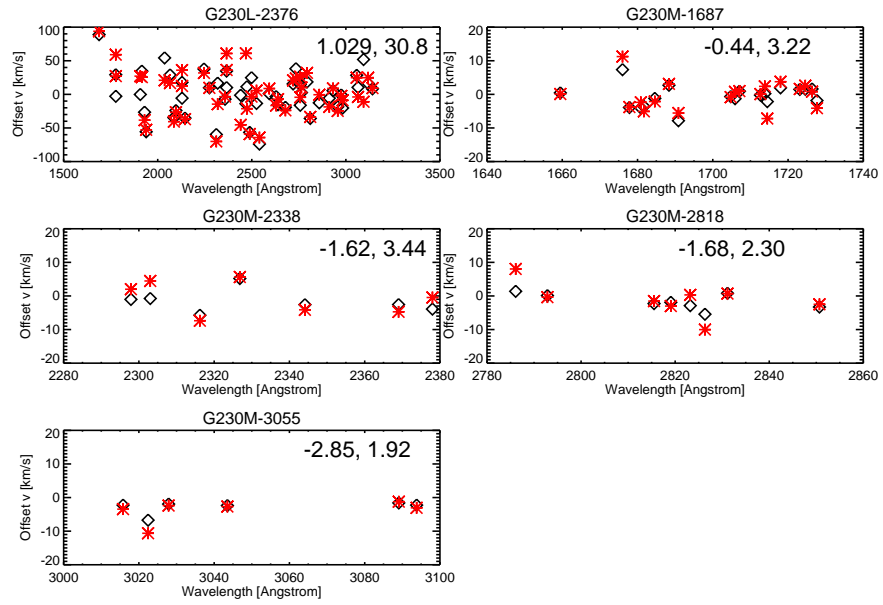 G230L-2376
1.029, 30.8
Offset v [km/s]
100
50
0
-50
-100
1500 2000 2500 3000 3500
Wavelength [Angstrom]
G230M-1687
-0.44, 3.22
Offset v [km/s]
20
10
0
-10
-20
1640 1660 1680 1700 1720 1740
Wavelength [Angstrom]
G230M-2338
-1.62, 3.44
Offset v [km/s]
20
10
0
-10
-20
2280 2300 2320 2340 2360 2380
Wavelength [Angstrom]
G230M-2818
-1.68, 2.30
Offset v [km/s]
20
10
0
-10
-20
2780 2800 2820 2840 2860
Wavelength [Angstrom]
G230M-3055
-2.85, 1.92
Offset v [km/s]
20
10
0
-10
-20
3000 3020 3040 3060 3080 3100
Wavelength [Angstrom]